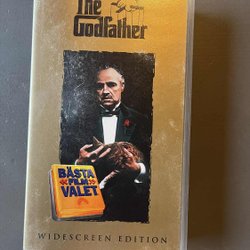 The
Godfather
BÄSTA
FILM
VALET
WIDESCREEN EDITION